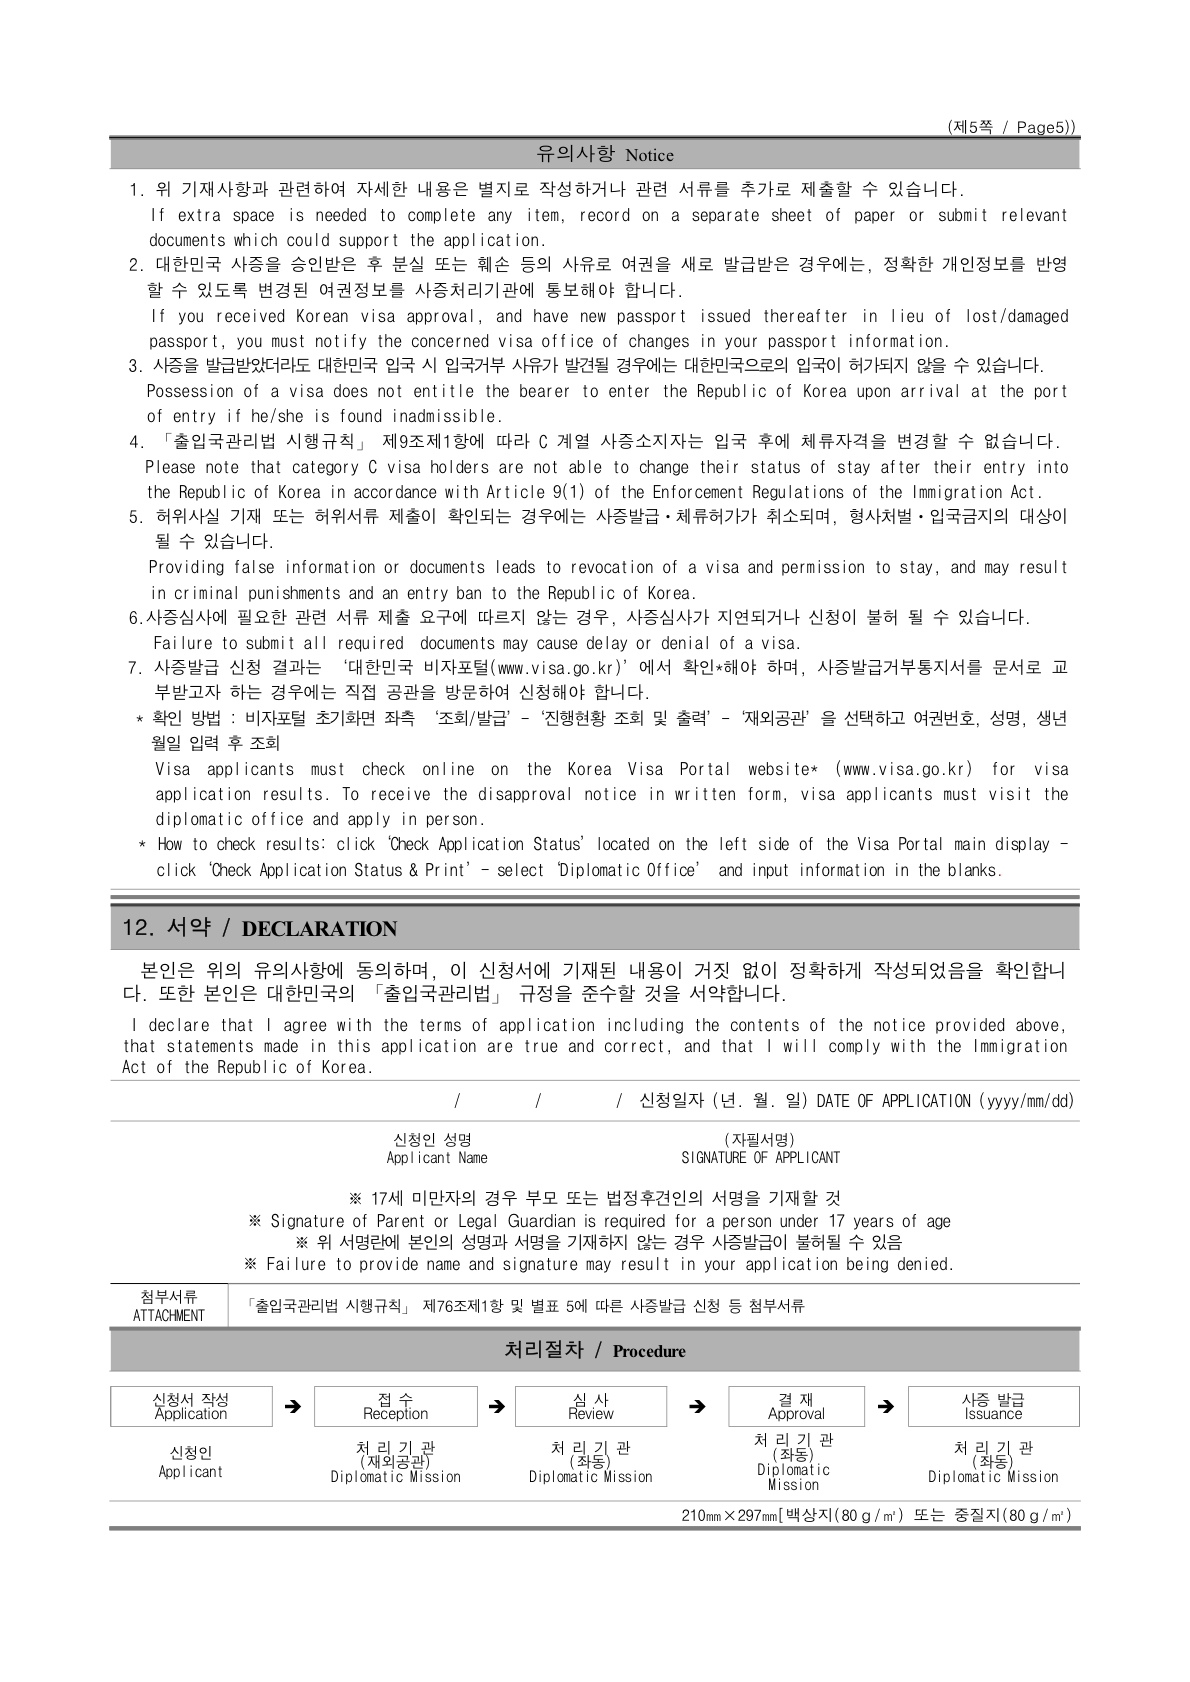 (제5쪽 / Page5))
유의사항 Notice
1. 위 기재사항과 관련하여 자세한 내용은 별지로 작성하거나 관련 서류를 추가로 제출할 수 있습니다.
If extra space is needed to complete any item, record on a separate sheet of paper or submit relevant
documents which could support the application.
2. 대한민국 사증을 승인받은 후 분실 또는 훼손 등의 사유로 여권을 새로 발급받은 경우에는, 정확한 개인정보를 반영
할 수 있도록 변경된 여권정보를 사증처리기관에 통보해야 합니다.
If you received Korean visa approval, and have new passport issued thereafter in lieu of lost/damaged
passport, you must notify the concerned visa office of changes in your passport information.
3. 사증을 발급받았더라도 대한민국 입국 시 입국거부 사유가 발견될 경우에는 대한민국으로의 입국이 허가되지 않을 수 있습니다.
Possession of a visa does not entitle the bearer to enter the Republic of Korea upon arrival at the port
of entry if he/she is found inadmissible.
4. 「출입국관리법 시행규칙」 제9조제1항에 따라 C 계열 사증소지자는 입국 후에 체류자격을 변경할 수 없습니다.
Please note that category C visa holders are not able to change their status of stay after their entry into
the Republic of Korea in accordance with Article 9(1) of the Enforcement Regulations of the Immigration Act.
5. 허위사실 기재 또는 허위서류 제출이 확인되는 경우에는 사증발급・체류허가가 취소되며, 형사처벌・입국금지의 대상이
될 수 있습니다.
Providing false information or documents leads to revocation of a visa and permission to stay, and may result
in criminal punishments and an entry ban to the Republic of Korea.
6.사증심사에 필요한 관련 서류 제출 요구에 따르지 않는 경우, 사증심사가 지연되거나 신청이 불허 될 수 있습니다.
Failure to submit all required documents may cause delay or denial of a visa.
7. 사증발급 신청 결과는 ‘대한민국 비자포털(www.visa.go.kr)’에서 확인*해야 하며, 사증발급거부통지서를 문서로 교
부받고자 하는 경우에는 직접 공관을 방문하여 신청해야 합니다.
* 확인 방법 : 비자포털 초기화면 좌측 ‘조회/발급’-‘진행현황 조회 및 출력’-‘재외공관’을 선택하고 여권번호, 성명, 생년
월일 입력 후 조회
Visa applicants must check online on the Korea Visa Portal website* (www.visa.go.kr) for visa
application results. To receive the disapproval notice in written form, visa applicants must visit the
diplomatic office and apply in person.
* How to check results: click ‘Check Application Status’ located on the left side of the Visa Portal main display -
click ‘Check Application Status & Print’ - select ‘Diplomatic Office’ and input information in the blanks.
12. 서약 / DECLARATION
본인은 위의 유의사항에 동의하며, 이 신청서에 기재된 내용이 거짓 없이 정확하게 작성되었음을 확인합니
다. 또한 본인은 대한민국의 「출입국관리법」 규정을 준수할 것을 서약합니다.
I declare that I agree with the terms of application including the contents of the notice provided above,
that statements made in this application are true and correct, and that I will comply with the Immigration
Act of the Republic of Korea.
/ / / 신청일자 (년. 월. 일) DATE OF APPLICATION (yyyy/mm/dd)
신청인 성명 (자필서명)
Applicant Name SIGNATURE OF APPLICANT
※ 17세 미만자의 경우 부모 또는 법정후견인의 서명을 기재할 것
※ Signature of Parent or Legal Guardian is required for a person under 17 years of age
※ 위 서명란에 본인의 성명과 서명을 기재하지 않는 경우 사증발급이 불허될 수 있음
※ Failure to provide name and signature may result in your application being denied.
첨부서류
ATTACHMENT
「출입국관리법 시행규칙」 제76조제1항 및 별표 5에 따른 사증발급 신청 등 첨부서류
처리절차 / Procedure
신청서 작성 ➔ 접 수 ➔ 심 사 ➔ 결 재 ➔ 사증 발급
Application Reception Review Approval Issuance
신청인
Applicant
처 리 기 관
(재외공관)
Diplomatic Mission
처 리 기 관
(좌동)
Diplomatic Mission
처 리 기 관
(좌동)
Diplomatic
Mission
처 리 기 관
(좌동)
Diplomatic Mission
210㎜×297㎜[백상지(80ｇ/㎡) 또는 중질지(80ｇ/㎡)